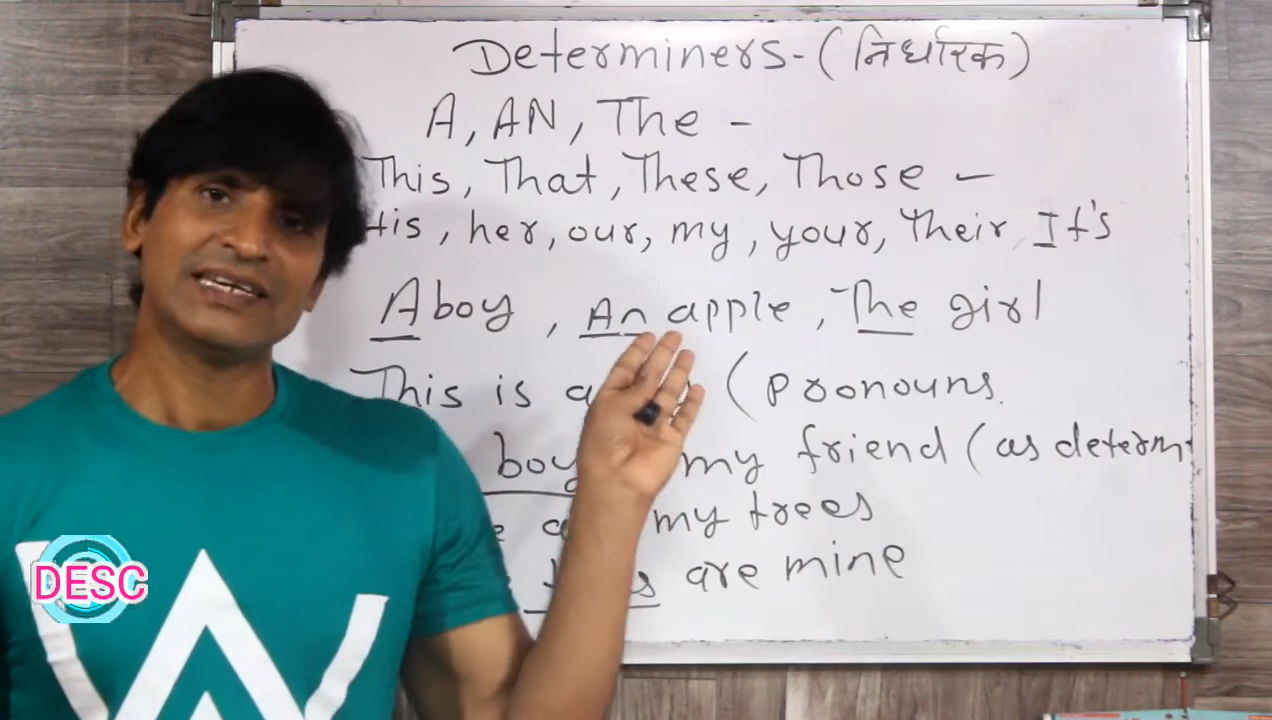 Determiners-(निर्धारक)
A, AN, The -
This, That, These, Those -
His, her, our, my, your, Their, It's
A boy, An apple, The girl
This is a (Pronouns.
boy my friend (as determ
my trees
are mine
DESC